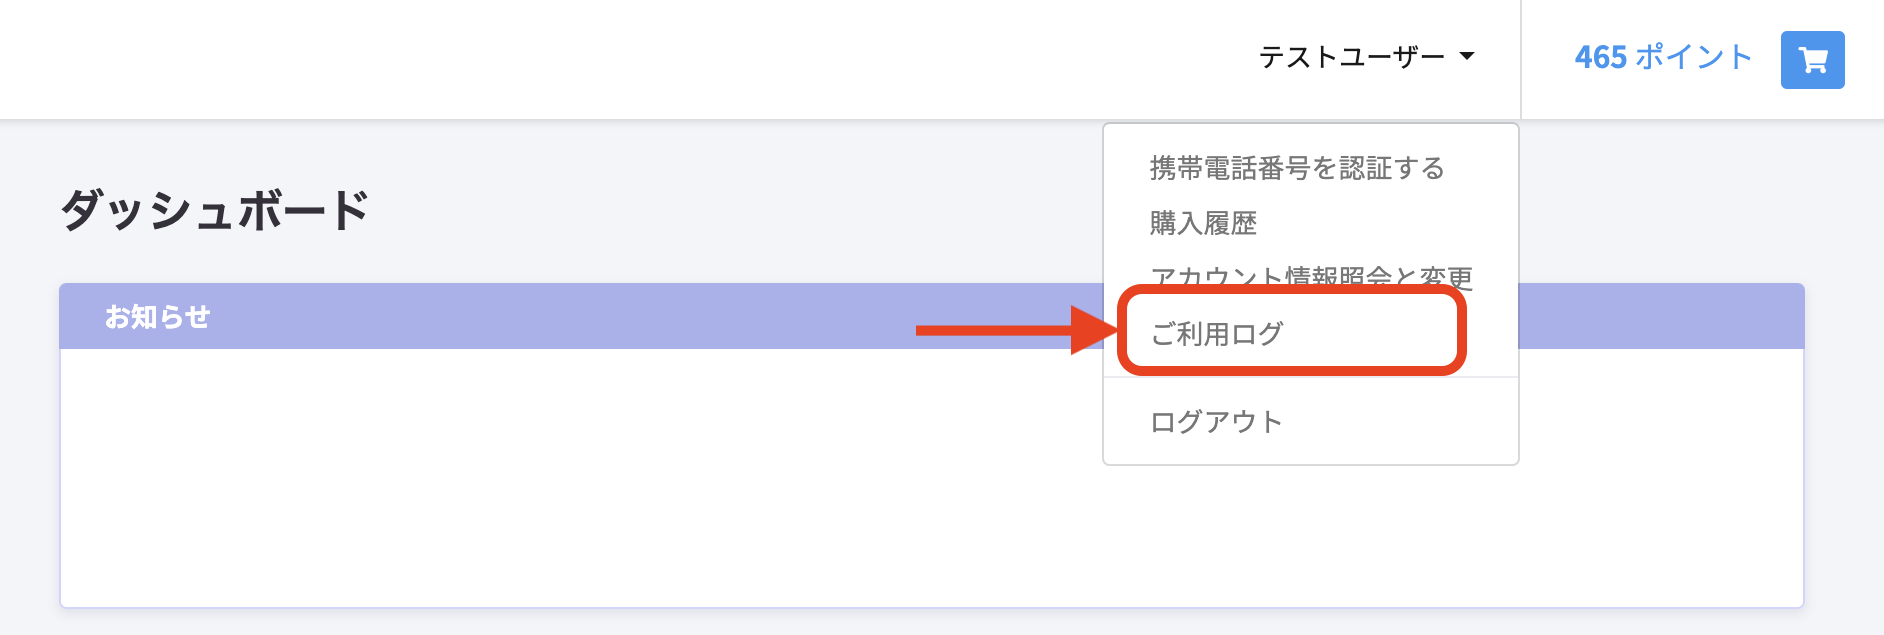 テストユーザー
465 ポイント
携帯電話番号を認証する
ダッシュボード
購入履歴
アカウント情報照会と変更
お知らせ
ご利用ログ
ログアウト